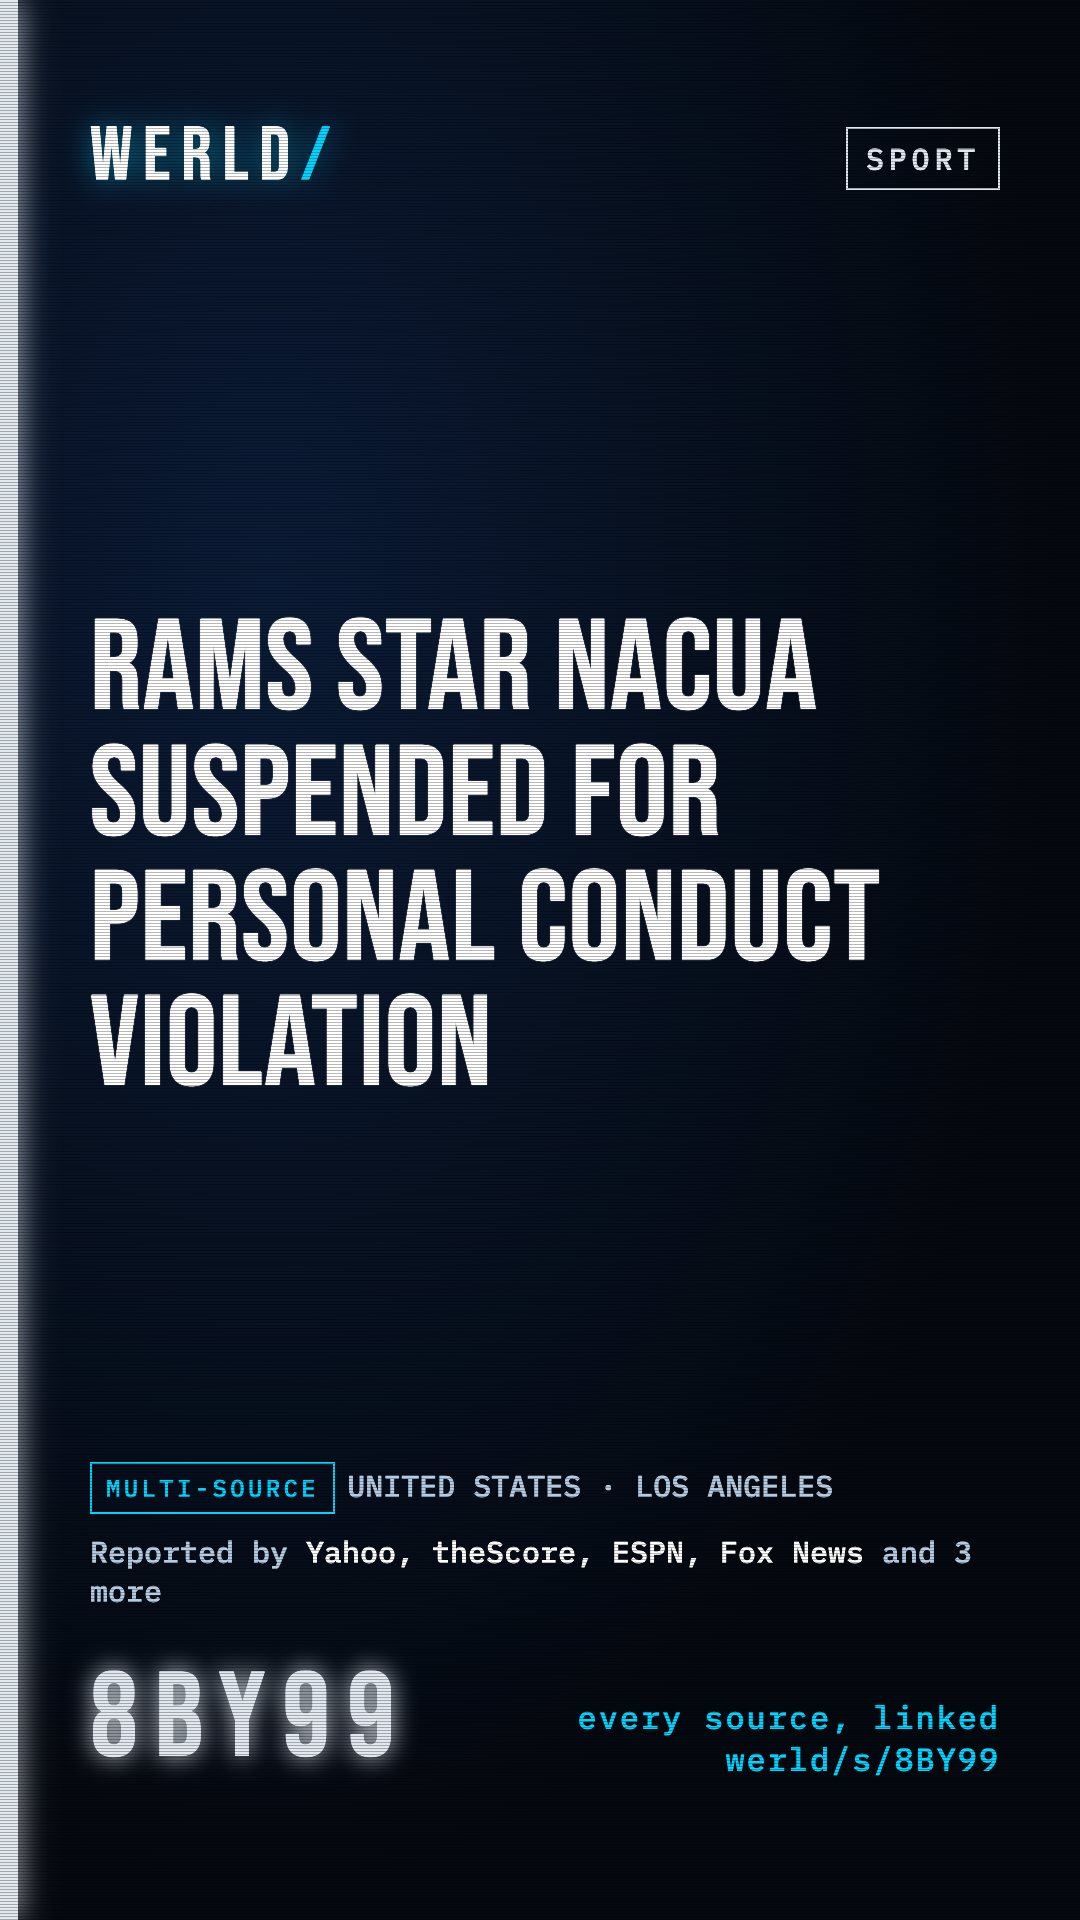 WERLD/
SPORT
RAMS STAR NACUA
SUSPENDED FOR
PERSONAL CONDUCT
VIOLATION
MULTI-SOURCE UNITED STATES · LOS ANGELES
Reported by Yahoo, theScore, ESPN, Fox News and 3
more
8BY99
every source, linked
werld/s/8BY99